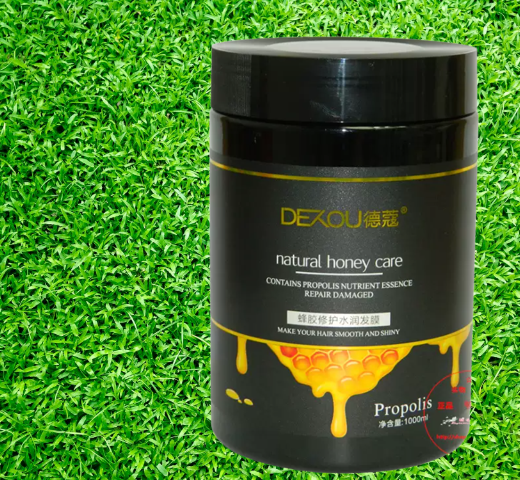 DEXOU德蔻®
natural honey care
CONTAINS PROPOLIS NUTRIENT ESSENCE
REPAIR DAMAGED
蜂胶修护水润发膜
MAKE YOUR HAIR SMOOTH AND SHINY
Propolis
净含量:1000ml